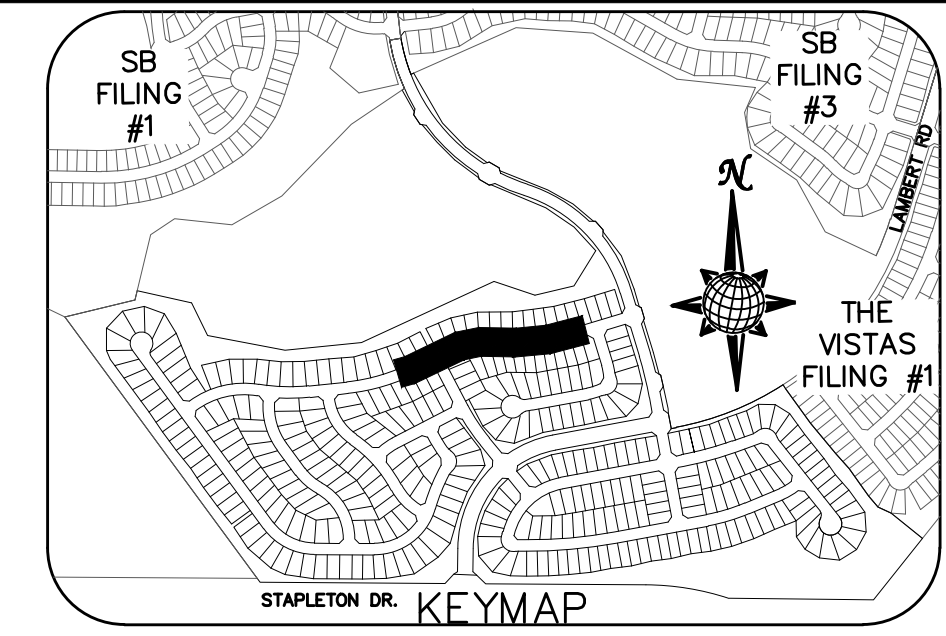 SB
FILING
#1
SB
FILING
#3
LAMBERT RD
N
THE
VISTAS
FILING #1
STAPLETON DR.
KEYMAP